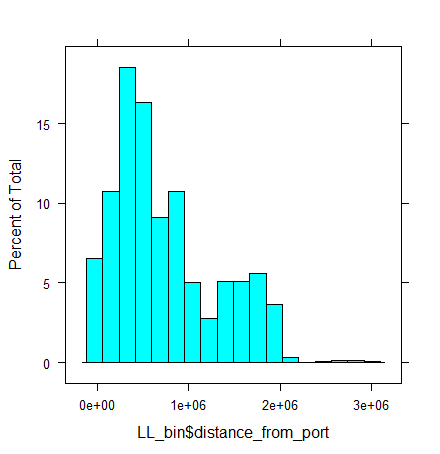 15
10
5
0
Percent of Total
0e+00 1e+06 2e+06 3e+06
LL_bin$distance_from_port